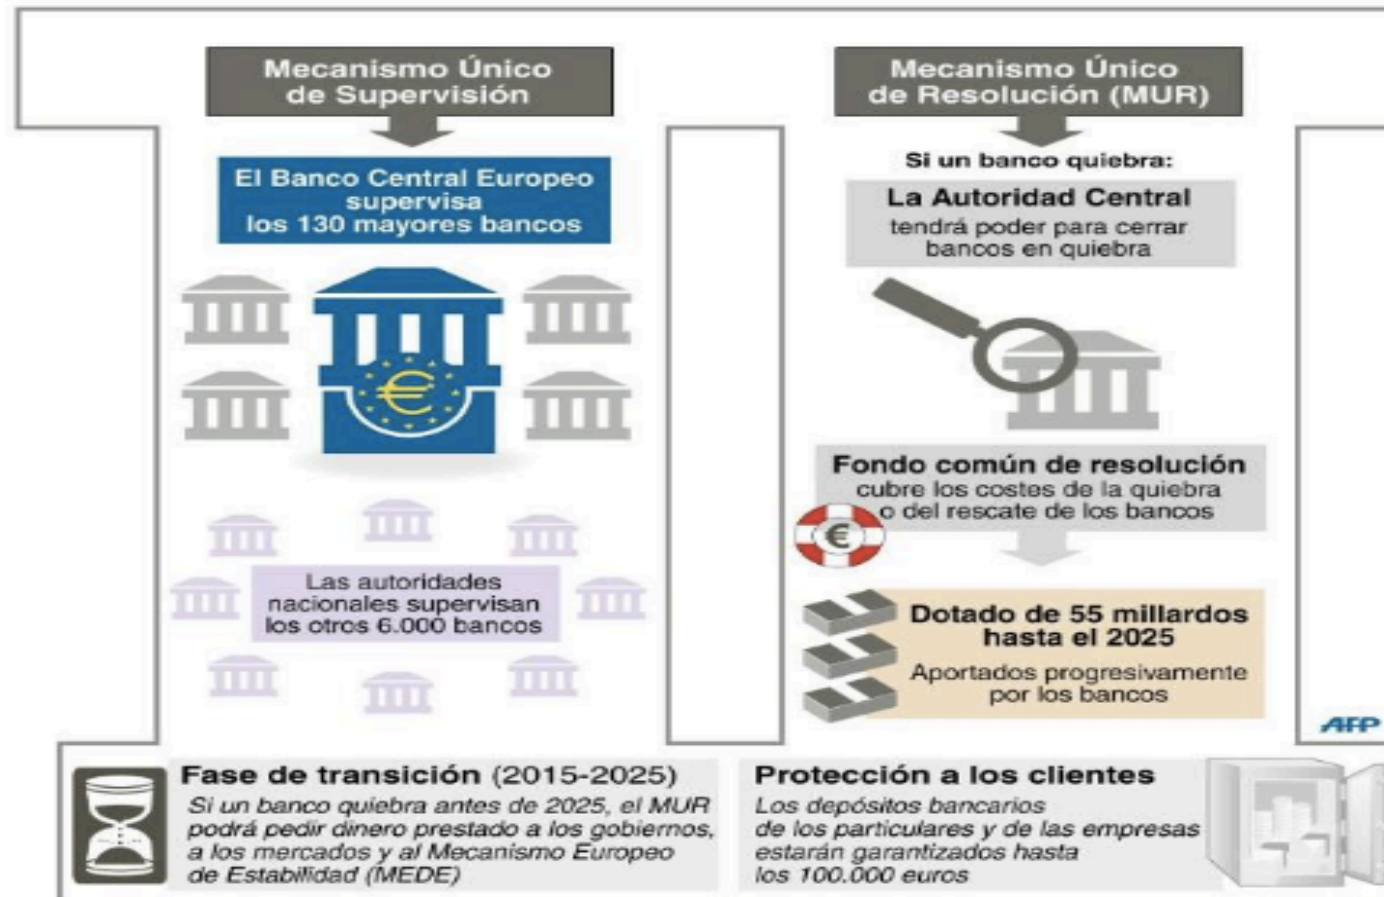 Mecanismo Único
de Supervisión
El Banco Central Europeo
supervisa
los 130 mayores bancos
€
Las autoridades
nacionales supervisan
los otros 6.000 bancos
Mecanismo Único
de Resolución (MUR)
Si un banco quiebra:
La Autoridad Central
tendrá poder para cerrar
bancos en quiebra
Fondo común de resolución
cubre los costes de la quiebra
o del rescate de los bancos
€
Dotado de 55 millardos
hasta el 2025
Aportados progresivamente
por los bancos
AFP
Fase de transición (2015-2025)
Si un banco quiebra antes de 2025, el MUR
podrá pedir dinero prestado a los gobiernos,
a los mercados y al Mecanismo Europeo
de Estabilidad (MEDE)
Protección a los clientes
Los depósitos bancarios
de los particulares y de las empresas
estarán garantizados hasta
los 100.000 euros